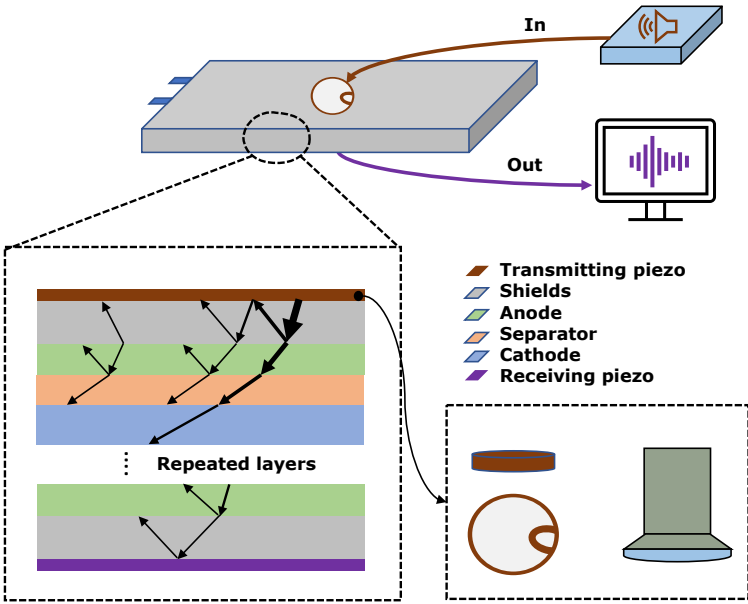 In
Out
Transmitting piezo
Shields
Anode
Separator
Cathode
Receiving piezo
Repeated layers